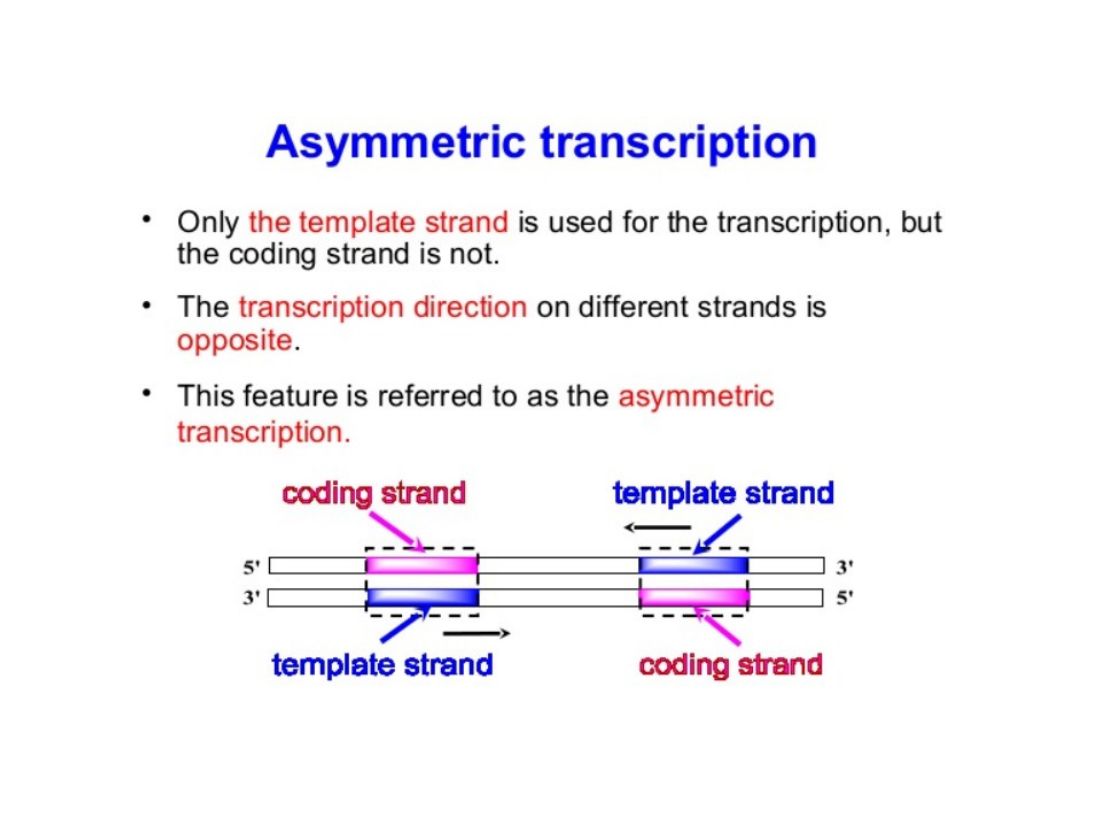 Asymmetric transcription
• Only the template strand is used for the transcription, but
the coding strand is not.
• The transcription direction on different strands is
opposite.
• This feature is referred to as the asymmetric
transcription.
coding strand template strand
5' 3'
3' 5'
template strand coding strand